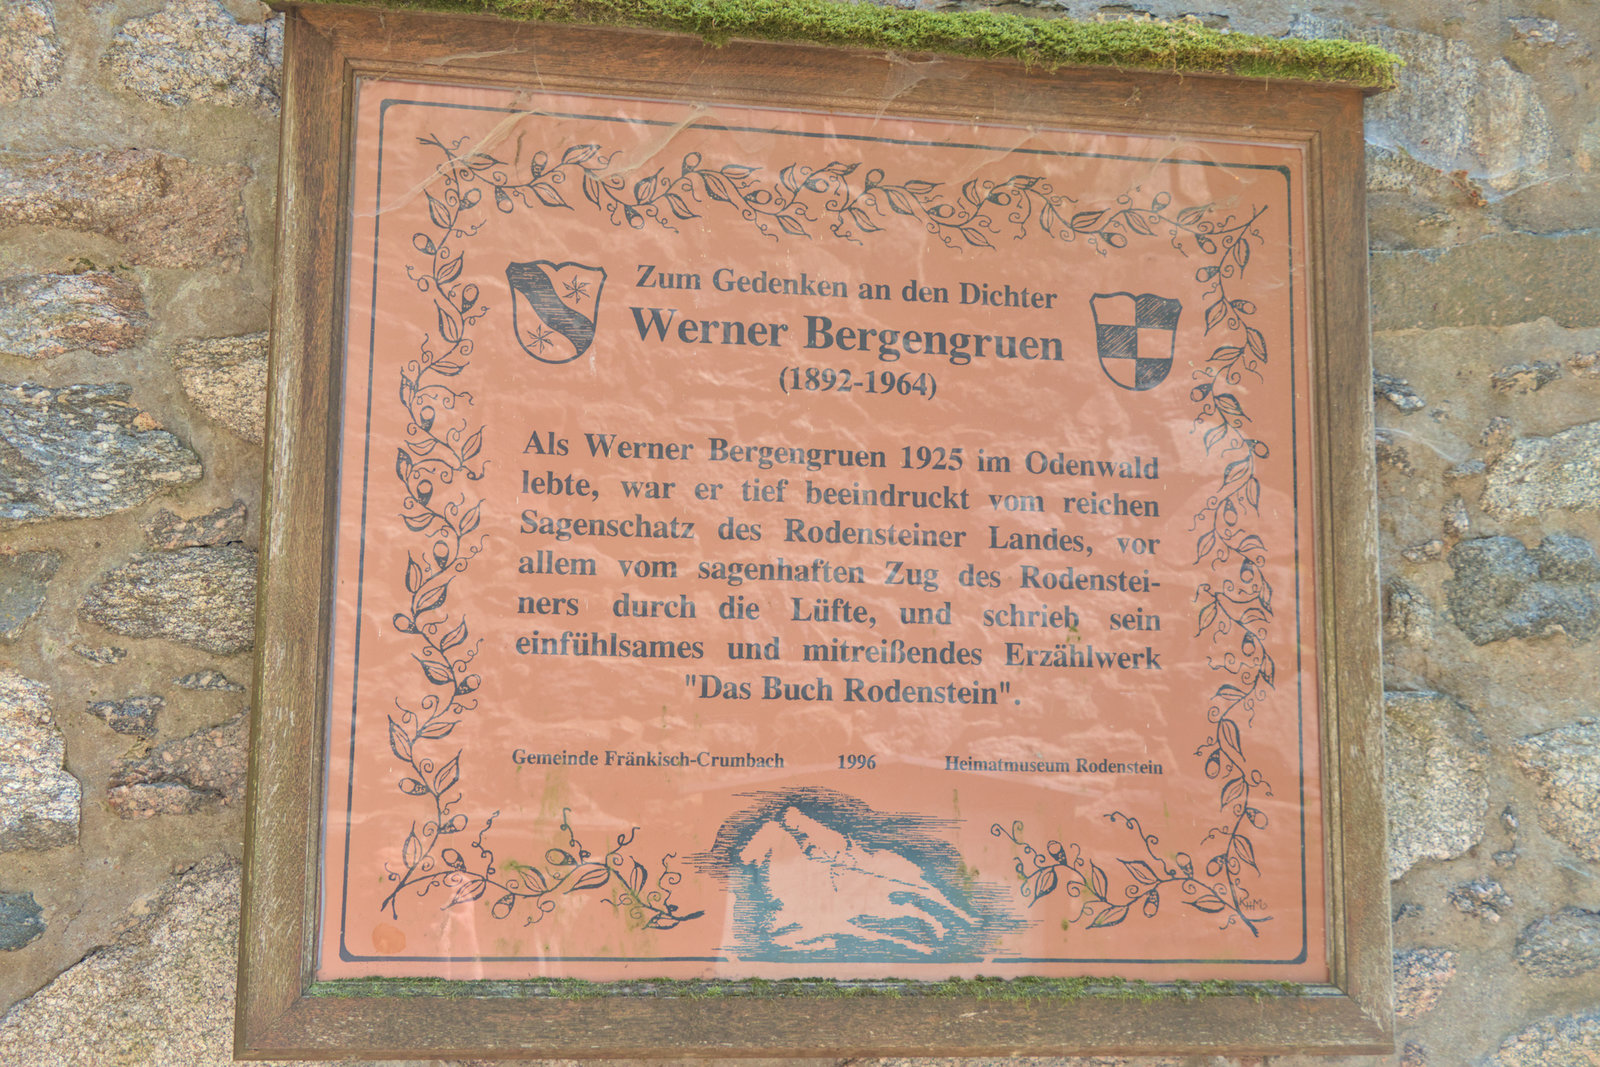 Zum Gedenken an den Dichter
Werner Bergengruen
(1892-1964)
Als Werner Bergengruen 1925 im Odenwald
lebte, war er tief beeindruckt vom reichen
Sagenschatz des Rodensteiner Landes, vor
allem vom sagenhaften Zug des Rodenstei-
ners durch die Lüfte, und schrieb sein
einfühlsames und mitreißendes Erzählwerk
"Das Buch Rodenstein".
Gemeinde Fränkisch-Crumbach 1996 Heimatmuseum Rodenstein